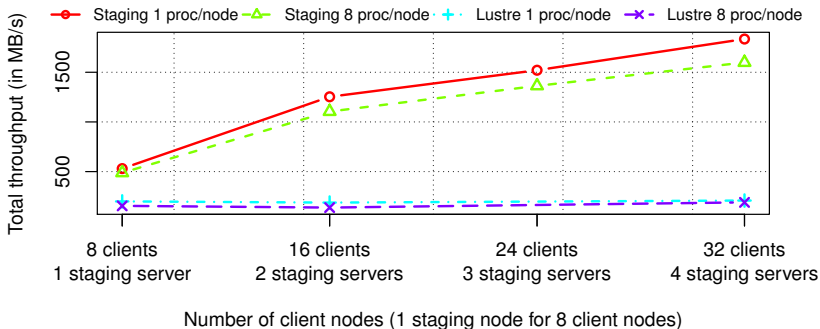 Staging 1 proc/node Staging 8 proc/node Lustre 1 proc/node Lustre 8 proc/node
Total throughput (in MB/s)
1500
500
8 clients 16 clients 24 clients 32 clients
1 staging server 2 staging servers 3 staging servers 4 staging servers
Number of client nodes (1 staging node for 8 client nodes)